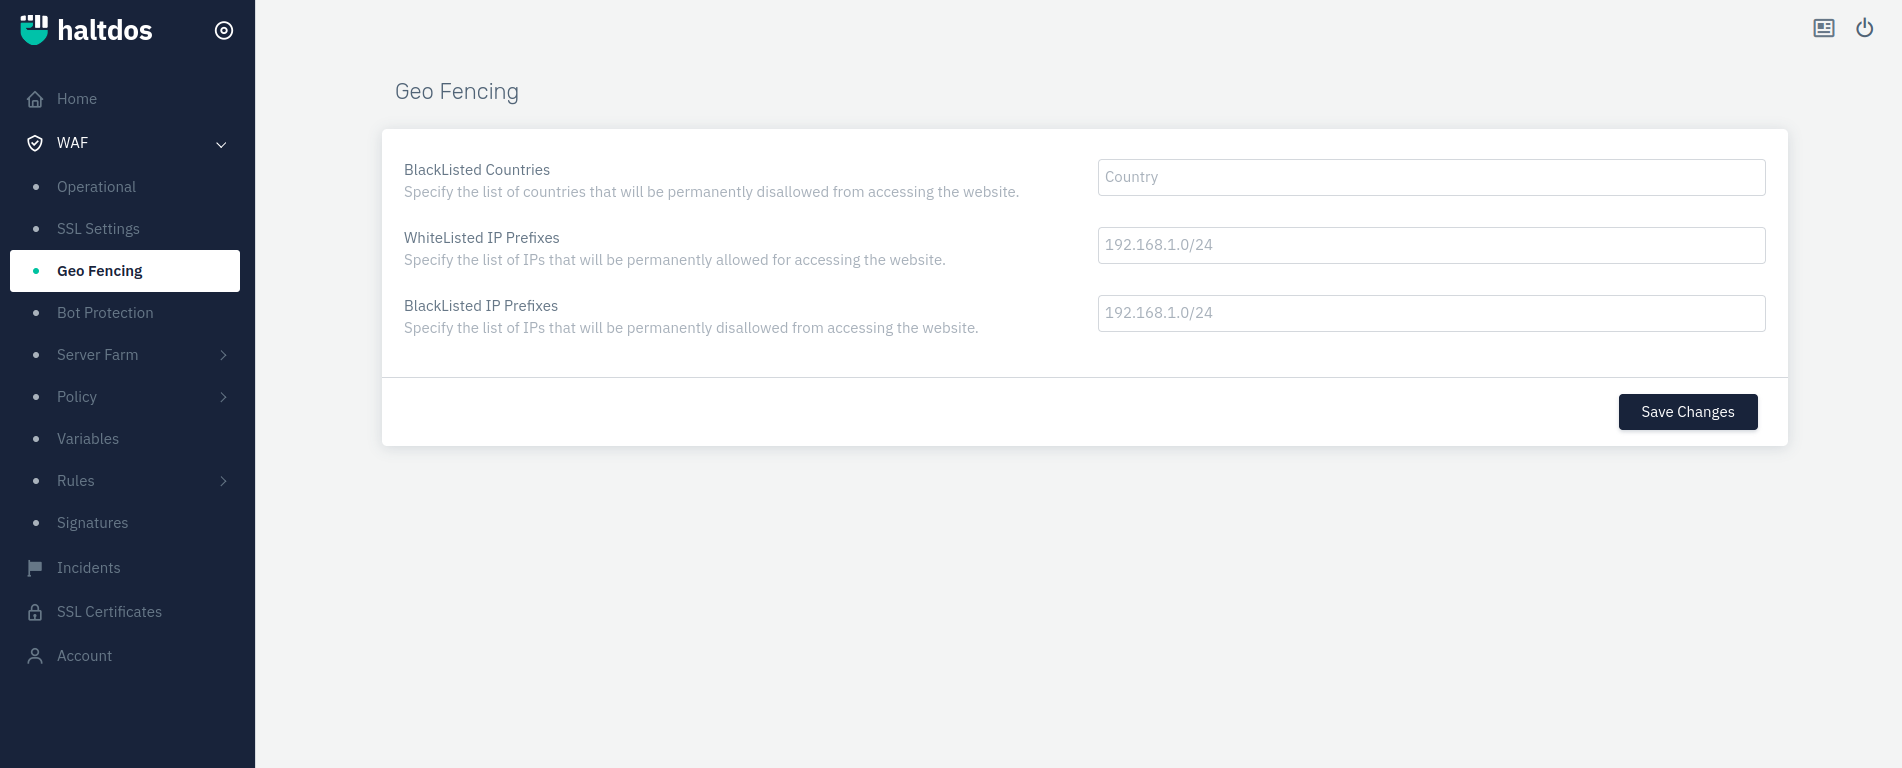 haltdos
Home
WAF
Operational
SSL Settings
Geo Fencing
Bot Protection
Server Farm
Policy
Variables
Rules
Signatures
Incidents
SSL Certificates
Account
Geo Fencing
BlackListed Countries
Specify the list of countries that will be permanently disallowed from accessing the website.
Country
WhiteListed IP Prefixes
Specify the list of IPs that will be permanently allowed for accessing the website.
192.168.1.0/24
BlackListed IP Prefixes
Specify the list of IPs that will be permanently disallowed from accessing the website.
192.168.1.0/24
Save Changes